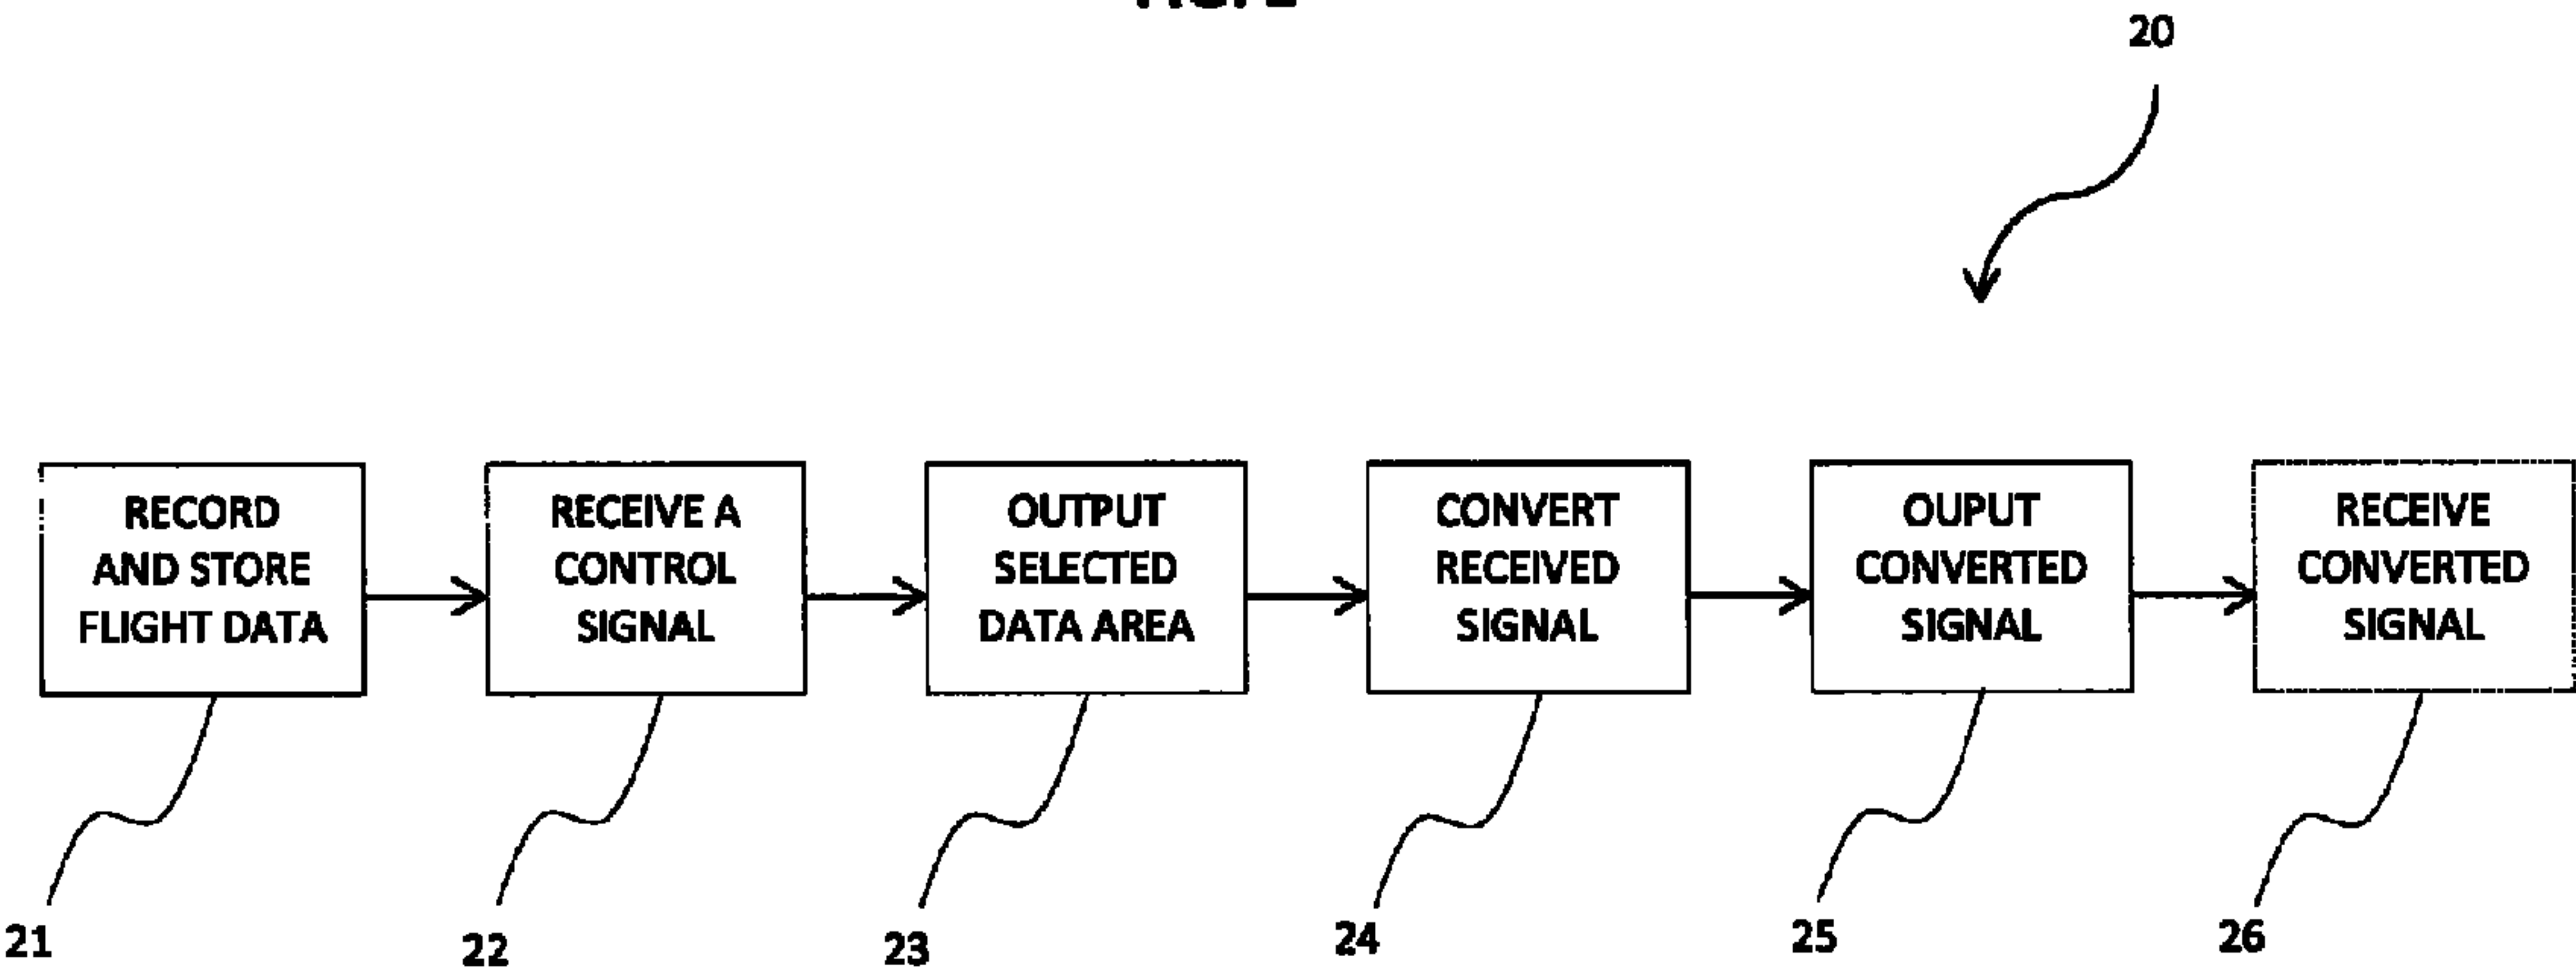 20
RECORD
AND STORE
FLIGHT DATA
RECEIVE A
CONTROL
SIGNAL
OUTPUT
SELECTED
DATA AREA
CONVERT
RECEIVED
SIGNAL
OUPUT
CONVERTED
SIGNAL
RECEIVE
CONVERTED
SIGNAL
21
22
23
24
25
26